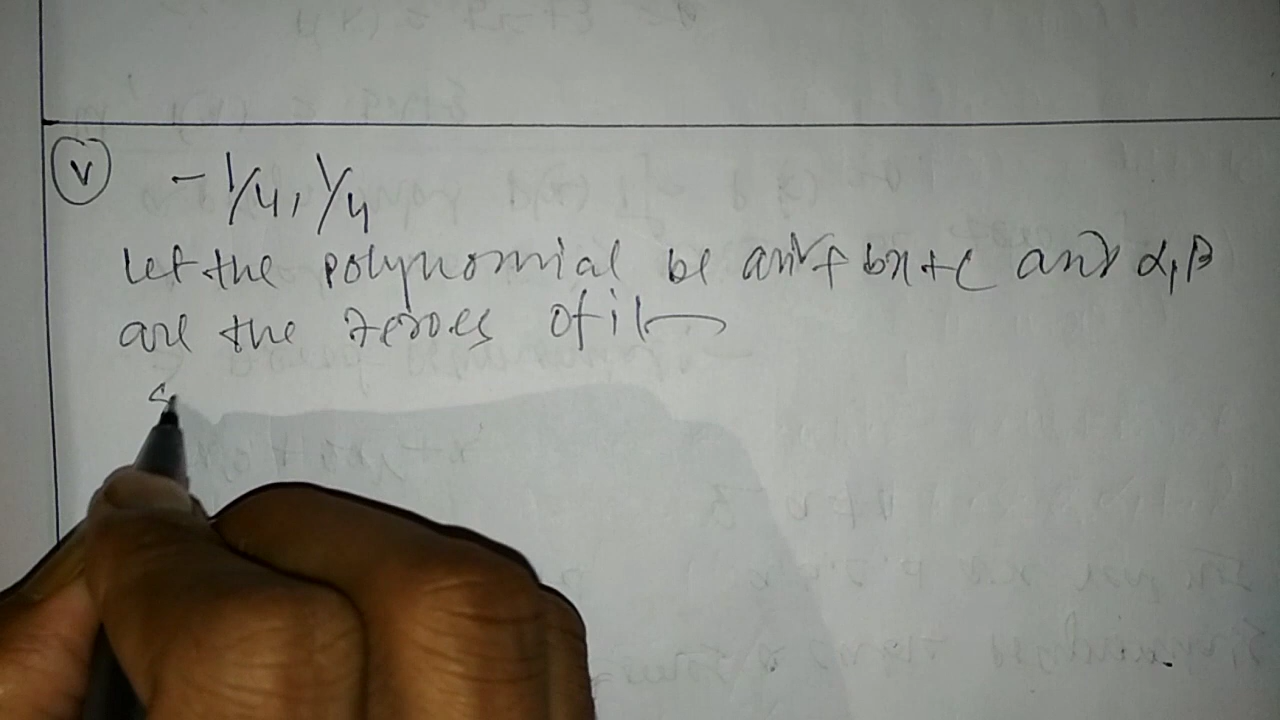 (v) -1/4, 1/4
Let the polynomial be ax²+bx+c and α,β
are the zeroes of it
S